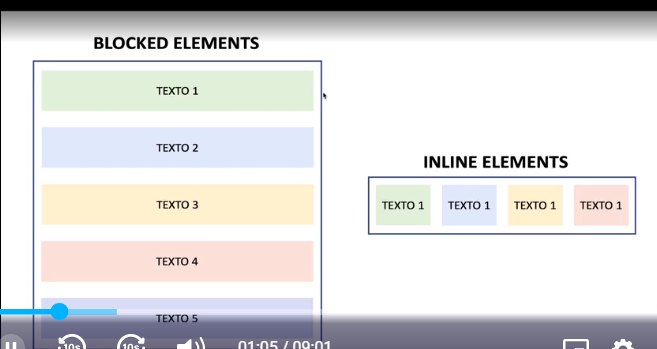 BLOCKED ELEMENTS
TEXTO 1
TEXTO 2
TEXTO 3
TEXTO 4
TEXTO 5
INLINE ELEMENTS
TEXTO 1 TEXTO 1 TEXTO 1 TEXTO 1
10s 10s 01:05 / 09:01